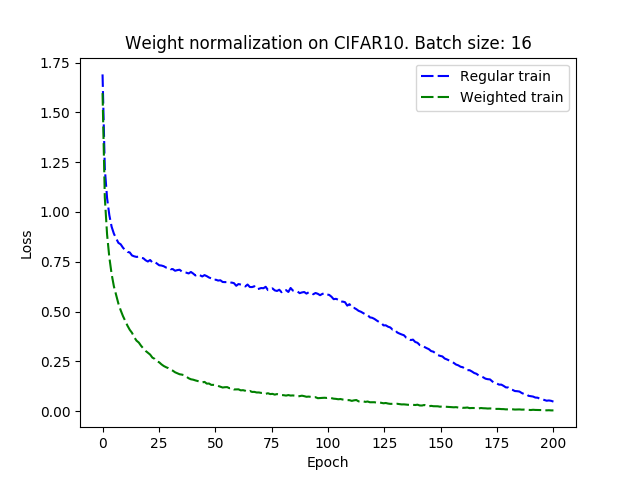 Weight normalization on CIFAR10. Batch size: 16
Regular train
Weighted train
Loss
1.75
1.50
1.25
1.00
0.75
0.50
0.25
0.00
0 25 50 75 100 125 150 175 200
Epoch